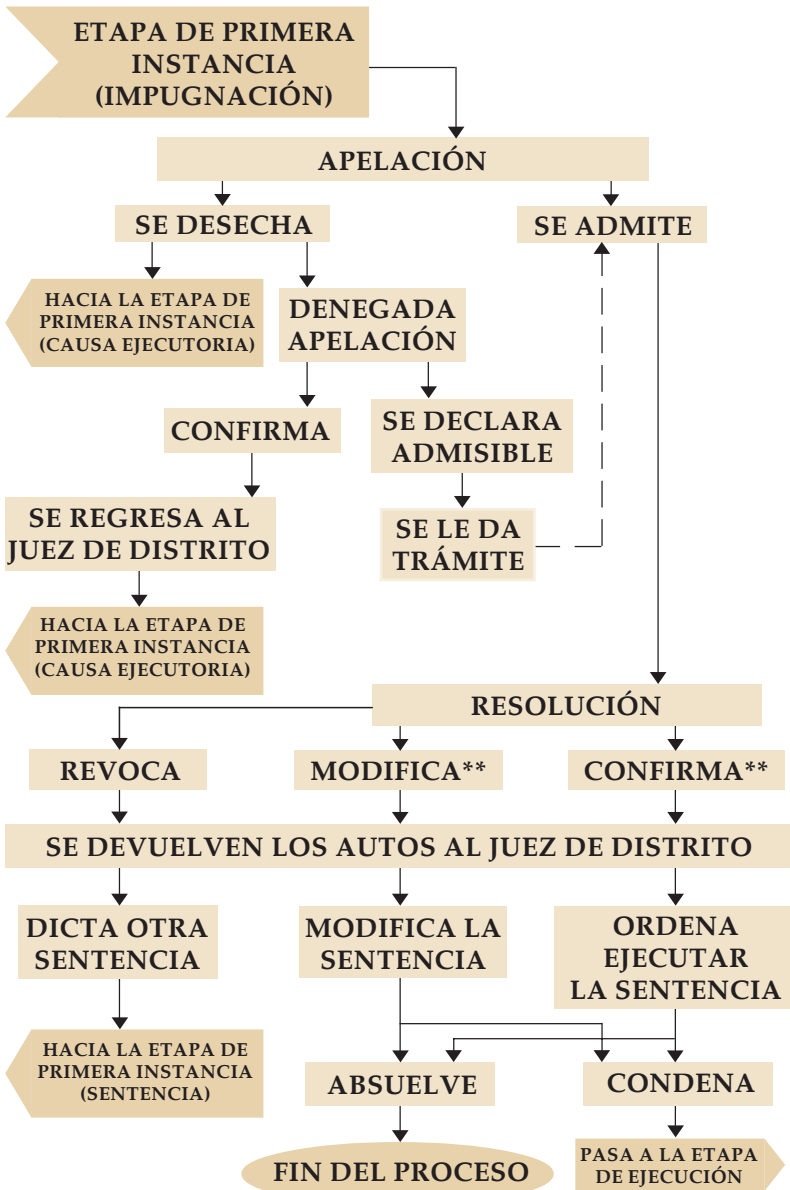 ETAPA DE PRIMERA
INSTANCIA
(IMPUGNACIÓN)
APELACIÓN
SE DESECHA
SE ADMITE
HACIA LA ETAPA DE
PRIMERA INSTANCIA
(CAUSA EJECUTORIA)
DENEGADA
APELACIÓN
CONFIRMA
SE DECLARA
ADMISIBLE
SE REGRESA AL
JUEZ DE DISTRITO
SE LE DA
TRÁMITE
HACIA LA ETAPA DE
PRIMERA INSTANCIA
(CAUSA EJECUTORIA)
RESOLUCIÓN
REVOCA
MODIFICA**
CONFIRMA**
SE DEVUELVEN LOS AUTOS AL JUEZ DE DISTRITO
DICTA OTRA
SENTENCIA
MODIFICA LA
SENTENCIA
ORDENA
EJECUTAR
LA SENTENCIA
HACIA LA ETAPA DE
PRIMERA INSTANCIA
(SENTENCIA)
ABSUELVE
CONDENA
FIN DEL PROCESO
PASA A LA ETAPA
DE EJECUCIÓN